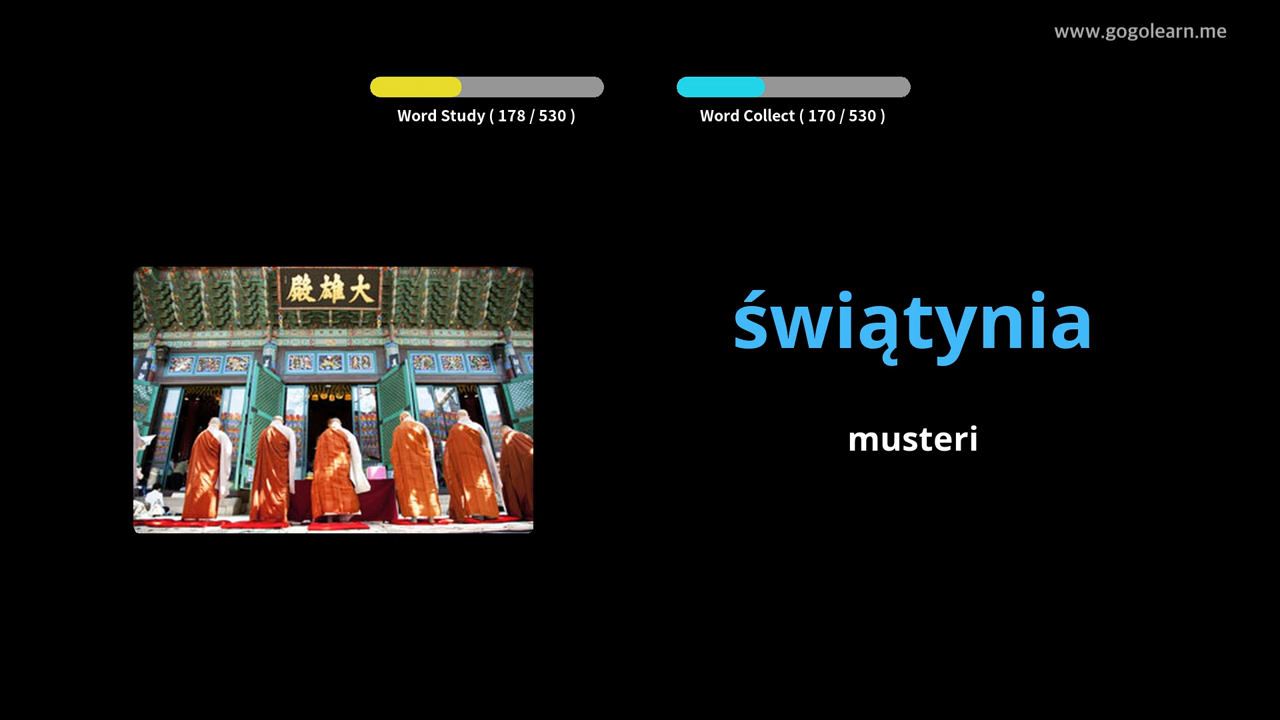 www.gogolearn.me
Word Study ( 178 / 530 )
Word Collect ( 170 / 530 )
殿雄大
świątynia
musteri